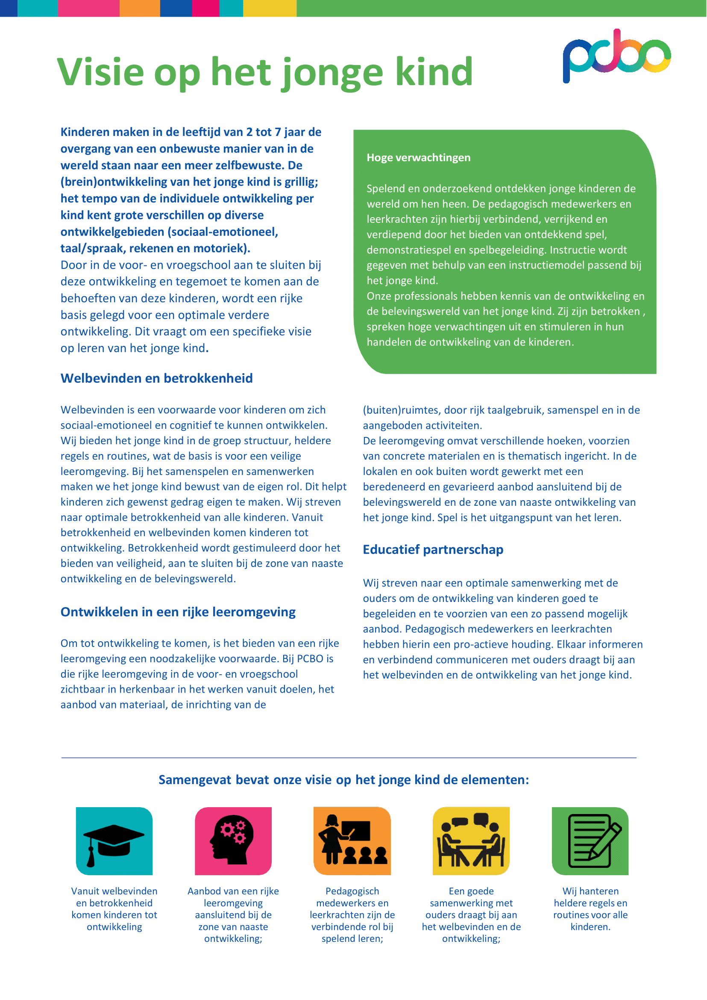 pcbo
Visie op het jonge kind
Kinderen maken in de leeftijd van 2 tot 7 jaar de
overgang van een onbewuste manier van in de
wereld staan naar een meer zelfbewuste. De
(brein)ontwikkeling van het jonge kind is grillig;
het tempo van de individuele ontwikkeling per
kind kent grote verschillen op diverse
ontwikkelgebieden (sociaal-emotioneel,
taal/spraak, rekenen en motoriek).
Door in de voor- en vroegschool aan te sluiten bij
deze ontwikkeling en tegemoet te komen aan de
behoeften van deze kinderen, wordt een rijke
basis gelegd voor een optimale verdere
ontwikkeling. Dit vraagt om een specifieke visie
op leren van het jonge kind.
Hoge verwachtingen
Spelend en onderzoekend ontdekken jonge kinderen de
wereld om hen heen. De pedagogisch medewerkers en
leerkrachten zijn hierbij verbindend, verrijkend en
verdiepend door het bieden van ontdekkend spel,
demonstratiespel en spelbegeleiding. Instructie wordt
gegeven met behulp van een instructiemodel passend bij
het jonge kind.
Onze professionals hebben kennis van de ontwikkeling en
de belevingswereld van het jonge kind. Zij zijn betrokken ,
spreken hoge verwachtingen uit en stimuleren in hun
handelen de ontwikkeling van de kinderen.
Welbevinden en betrokkenheid
Welbevinden is een voorwaarde voor kinderen om zich
sociaal-emotioneel en cognitief te kunnen ontwikkelen.
Wij bieden het jonge kind in de groep structuur, heldere
regels en routines, wat de basis is voor een veilige
leeromgeving. Bij het samenspelen en samenwerken
maken we het jonge kind bewust van de eigen rol. Dit helpt
kinderen zich gewenst gedrag eigen te maken. Wij streven
naar optimale betrokkenheid van alle kinderen. Vanuit
betrokkenheid en welbevinden komen kinderen tot
ontwikkeling. Betrokkenheid wordt gestimuleerd door het
bieden van veiligheid, aan te sluiten bij de zone van naaste
ontwikkeling en de belevingswereld.
Ontwikkelen in een rijke leeromgeving
Om tot ontwikkeling te komen, is het bieden van een rijke
leeromgeving een noodzakelijke voorwaarde. Bij PCBO is
die rijke leeromgeving in de voor- en vroegschool
zichtbaar in herkenbaar in het werken vanuit doelen, het
aanbod van materiaal, de inrichting van de
(buiten)ruimtes, door rijk taalgebruik, samenspel en in de
aangeboden activiteiten.
De leeromgeving omvat verschillende hoeken, voorzien
van concrete materialen en is thematisch ingericht. In de
lokalen en ook buiten wordt gewerkt met een
beredeneerd en gevarieerd aanbod aansluitend bij de
belevingswereld en de zone van naaste ontwikkeling van
het jonge kind. Spel is het uitgangspunt van het leren.
Educatief partnerschap
Wij streven naar een optimale samenwerking met de
ouders om de ontwikkeling van kinderen goed te
begeleiden en te voorzien van een zo passend mogelijk
aanbod. Pedagogisch medewerkers en leerkrachten
hebben hierin een pro-actieve houding. Elkaar informeren
en verbindend communiceren met ouders draagt bij aan
het welbevinden en de ontwikkeling van het jonge kind.
Samengevat bevat onze visie op het jonge kind de elementen:
Vanuit welbevinden
en betrokkenheid
komen kinderen tot
ontwikkeling
Aanbod van een rijke
leeromgeving
aansluitend bij de
zone van naaste
ontwikkeling;
Pedagogisch
medewerkers en
leerkrachten zijn de
verbindende rol bij
spelend leren;
Een goede
samenwerking met
ouders draagt bij aan
het welbevinden en de
ontwikkeling;
Wij hanteren
heldere regels en
routines voor alle
kinderen.